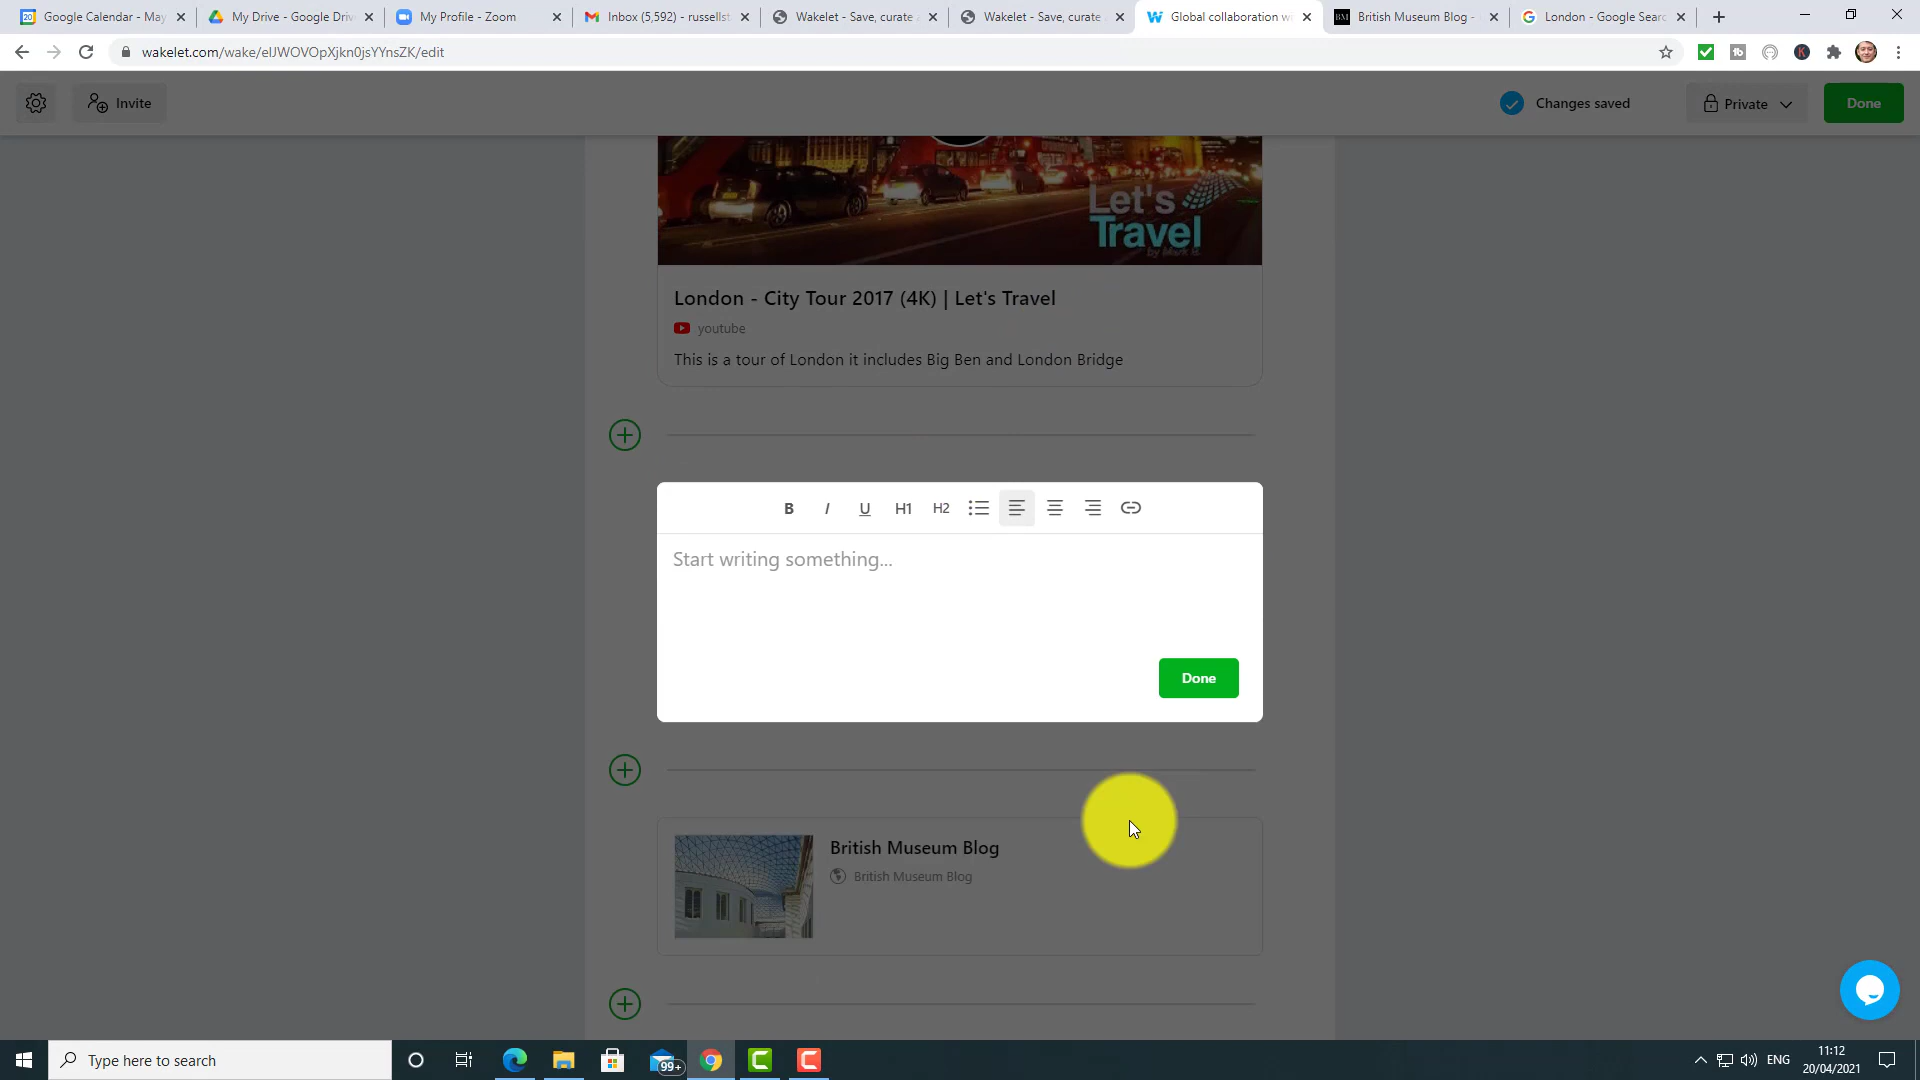 Google Calendar - May
My Drive - Google Driv
My Profile - Zoom
Inbox (5,592) - russellst
Wakelet - Save, curate
Wakelet - Save, curate
Global collaboration w
British Museum Blog -
London - Google Searc
wakelet.com/wake/elJWOVOpXjkn0jsYYnsZK/edit
Invite
Changes saved
Private
Done
Let's
Travel
by Mark B.
London - City Tour 2017 (4K) | Let's Travel
youtube
This is a tour of London it includes Big Ben and London Bridge
B I U H1 H2
Start writing something...
Done
British Museum Blog
British Museum Blog
Type here to search
99+
ENG
11:12
20/04/2021